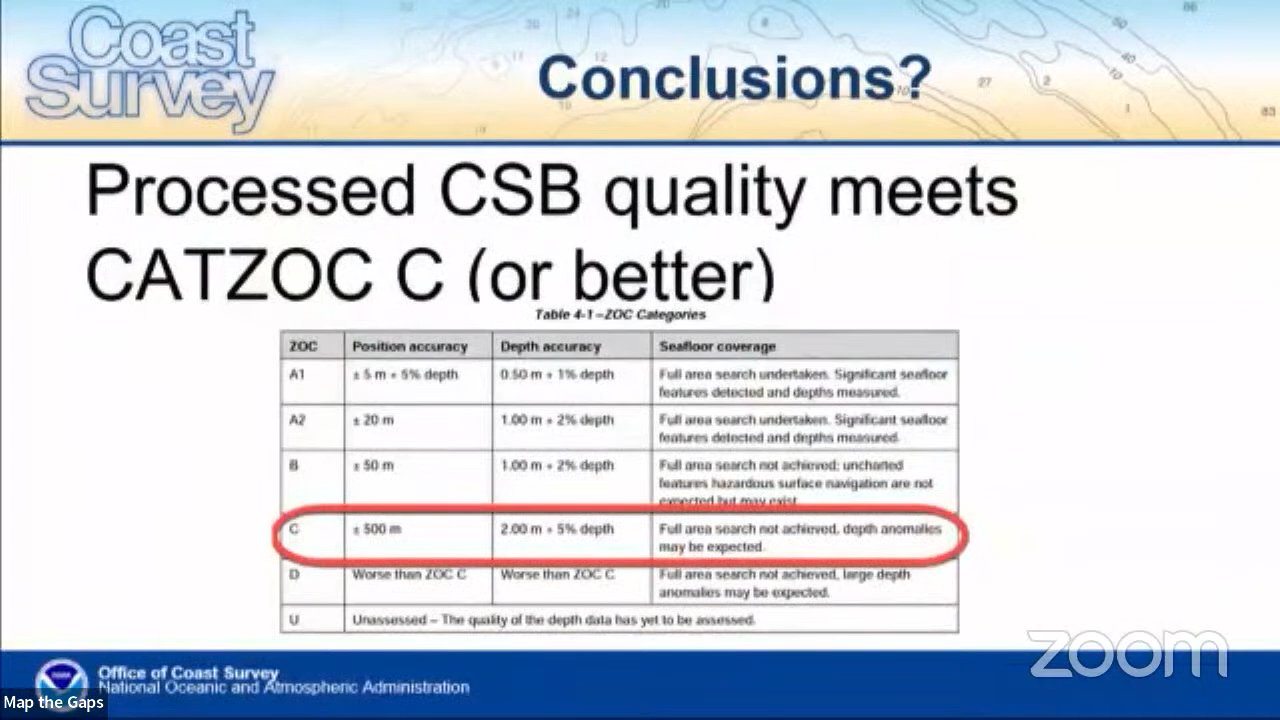 Coast
Survey
Conclusions?
Processed CSB quality meets
CATZOC C (or better)
Table 4-1 –ZOC Categories
ZOC Position accuracy Depth accuracy Seafloor coverage
A1 ± 5 m + 5% depth 0.50 m + 1% depth Full area search undertaken. Significant seafloor
features detected and depths measured.
A2 ± 20 m 1.00 m + 2% depth Full area search undertaken. Significant seafloor
features detected and depths measured.
B ± 50 m 1.00 m + 2% depth Full area search not achieved; uncharted
features hazardous surface navigation are not
expected but may exist.
C ± 500 m 2.00 m + 5% depth Full area search not achieved, depth anomalies
may be expected.
D Worse than ZOC C Worse than ZOC C Full area search not achieved, large depth
anomalies may be expected.
U Unassessed – The quality of the depth data has yet to be assessed.
zoom
Office of Coast Survey
National Oceanic and Atmospheric Administration
Map the Gaps